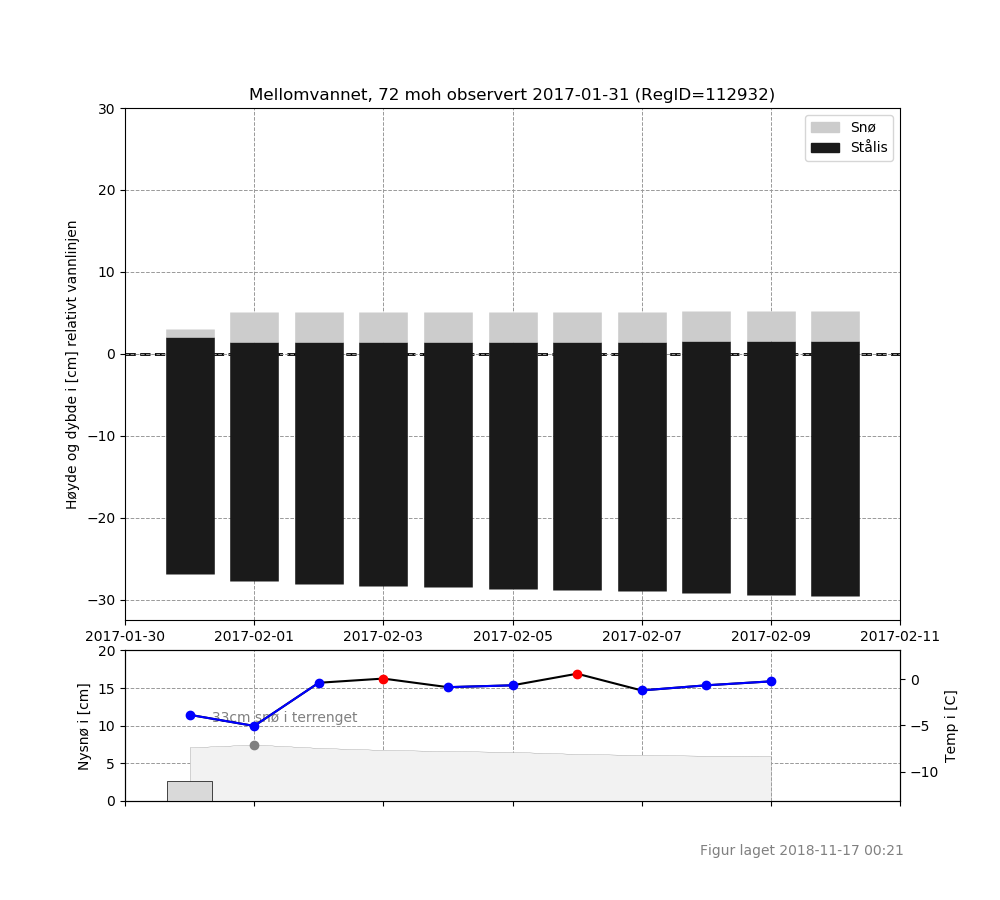 Mellomvannet, 72 moh observert 2017-01-31 (RegID=112932)
Snø
Stålis
Høyde og dybde i [cm] relativt vannlinjen
30
20
10
0
−10
−20
−30
2017-01-30 2017-02-01 2017-02-03 2017-02-05 2017-02-07 2017-02-09 2017-02-11
Nysnø i [cm]
20
15
10
5
0
33cm snø i terrenget
0
−5
−10
Temp i [C]
Figur laget 2018-11-17 00:21